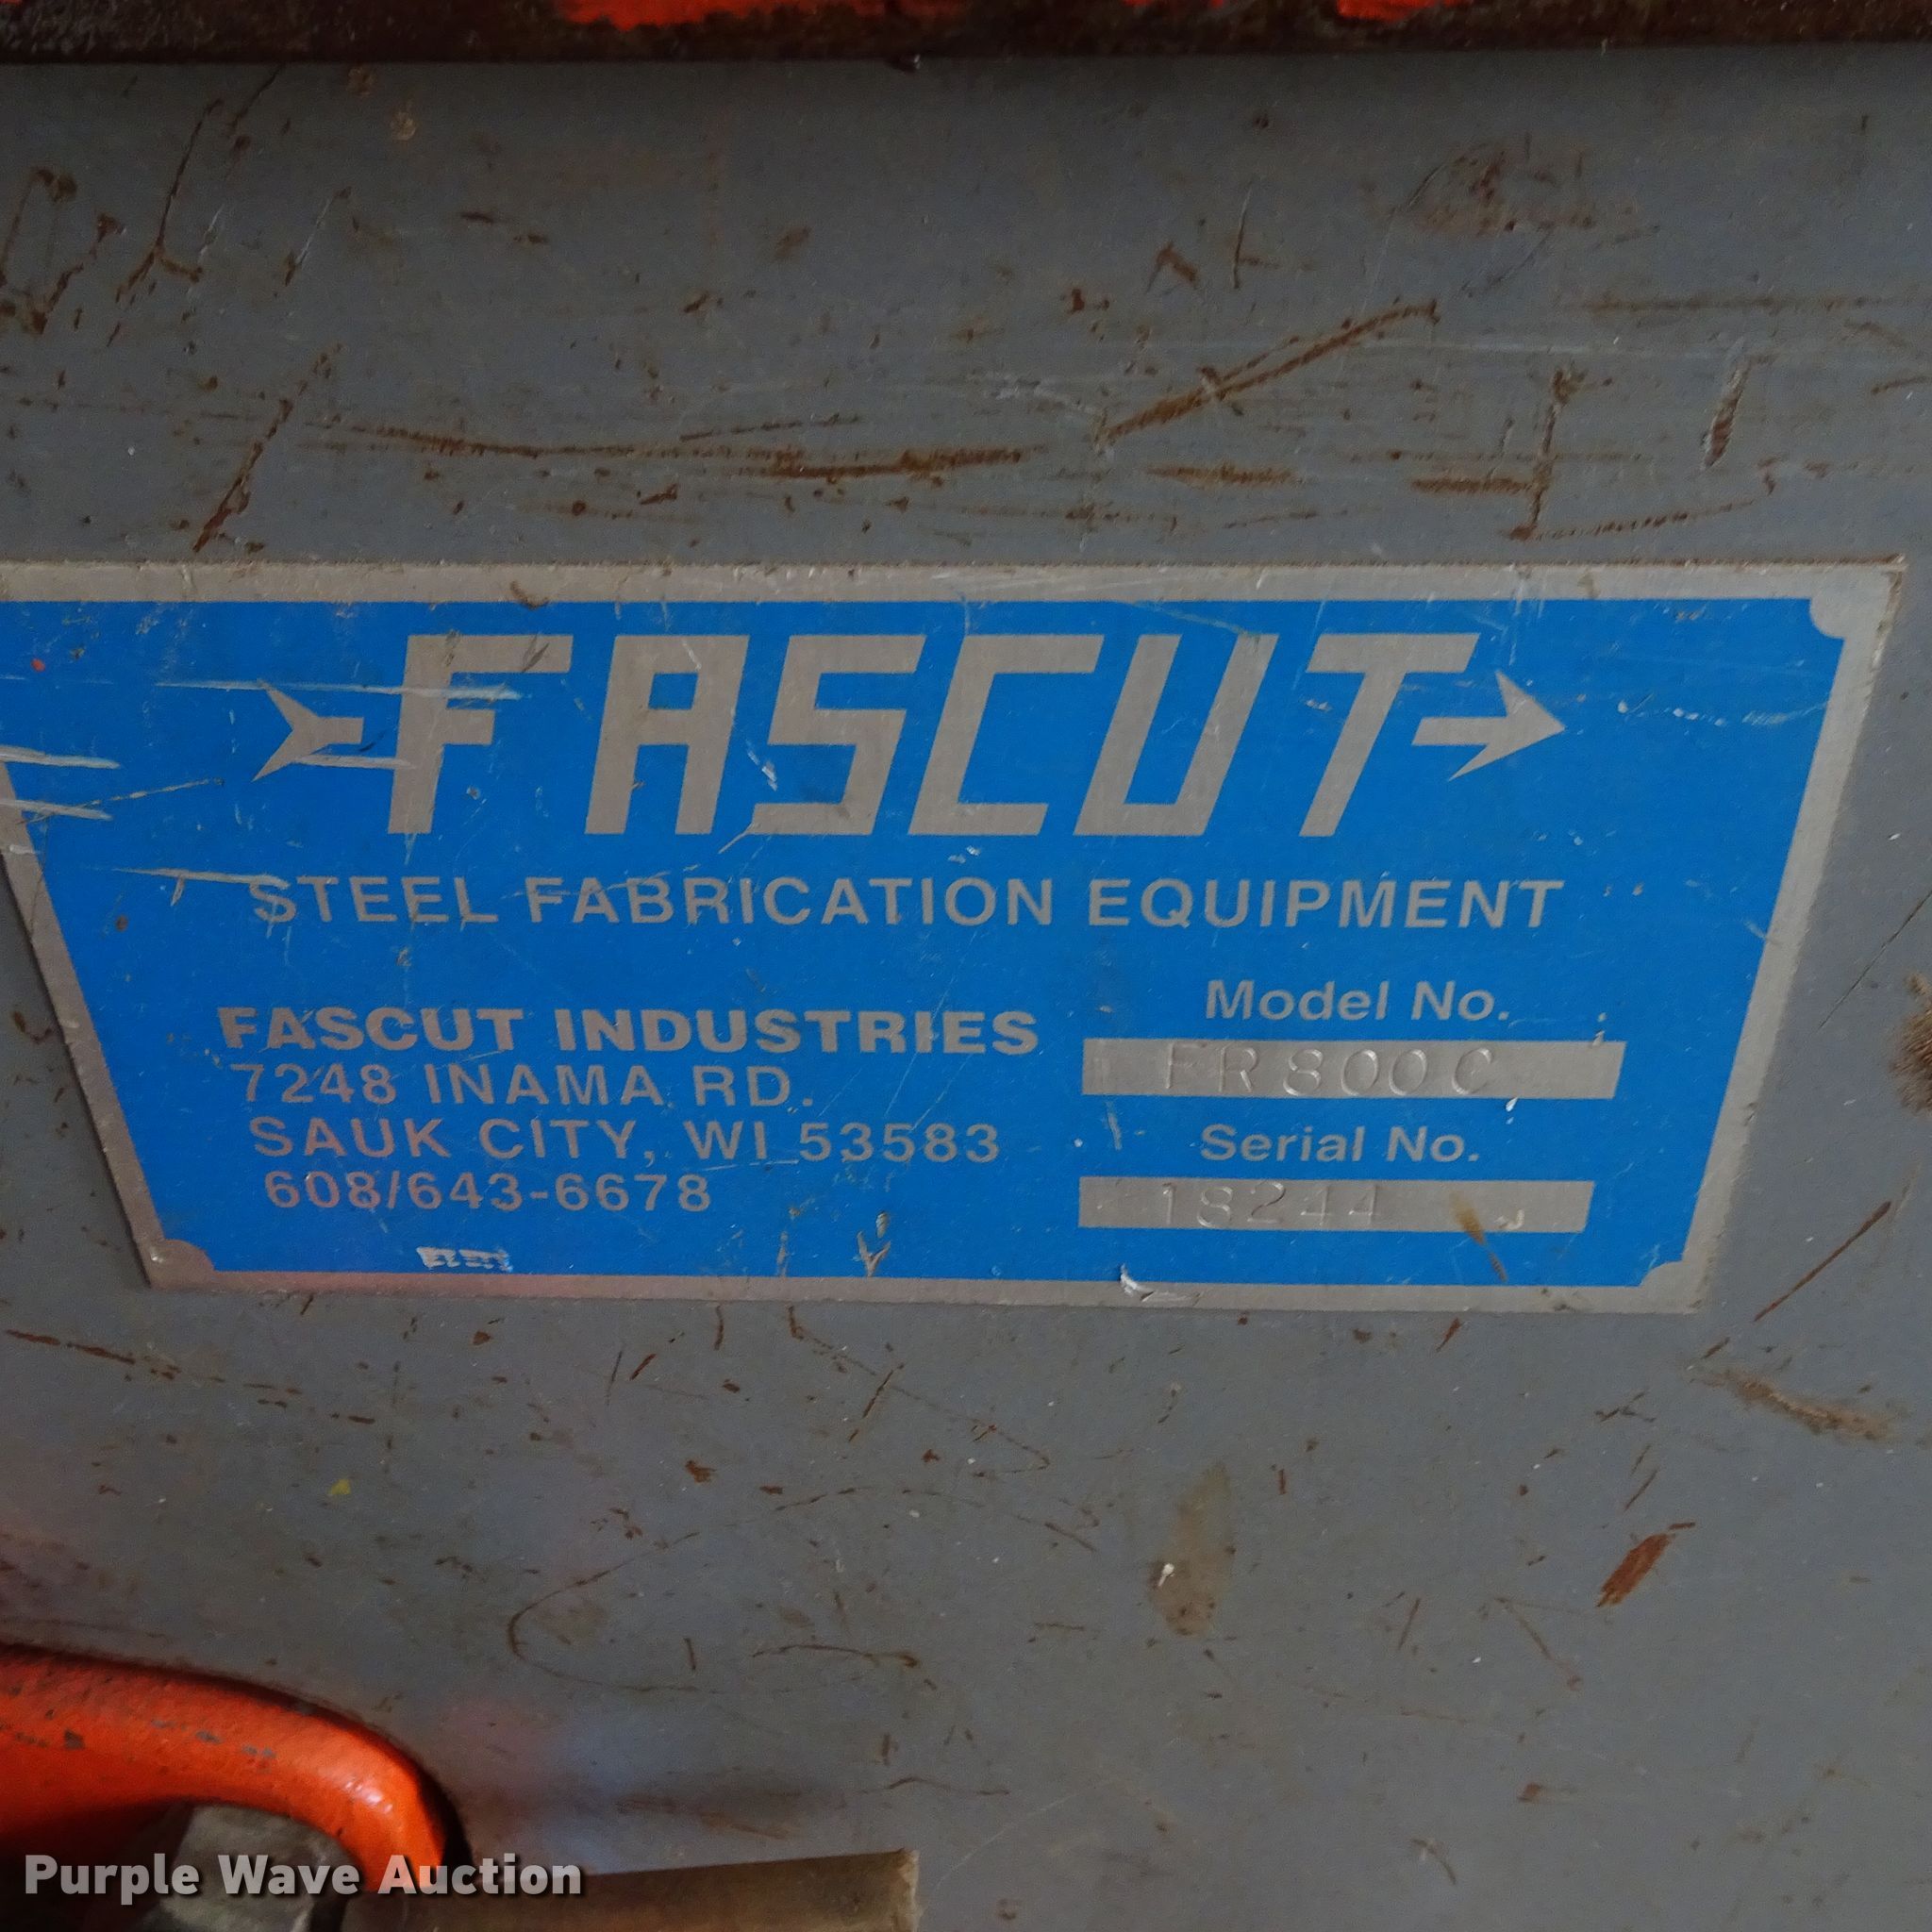 FASCUT
STEEL FABRICATION EQUIPMENT
FASCUT INDUSTRIES
7248 INAMA RD.
SAUK CITY, WI 53583
608/643-6678
Model No.
FR800C
Serial No.
18244
Purple Wave Auction